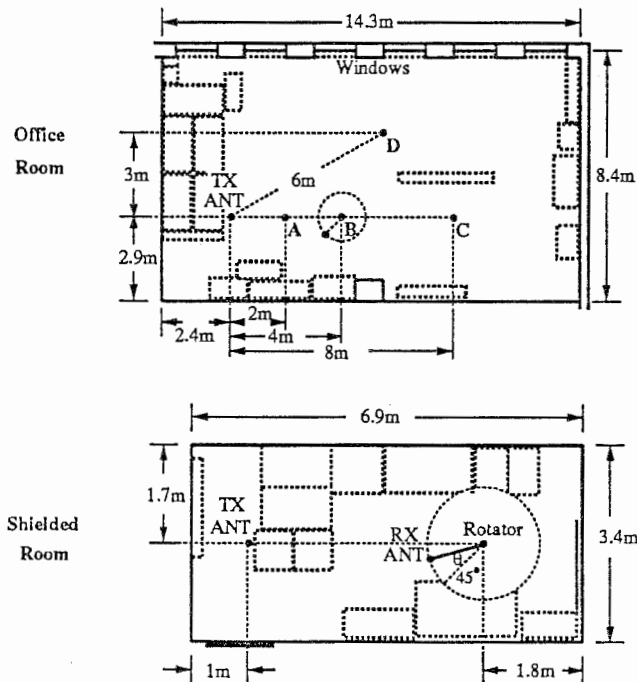 14.3m
Windows
Office
Room
D
3m
TX
ANT
6m
8.4m
A
B
C
2.9m
2m
2.4m
4m
8m
6.9m
1.7m
TX
ANT
Shielded
Room
RX
ANT
Rotator
θ
45°
3.4m
1m
1.8m